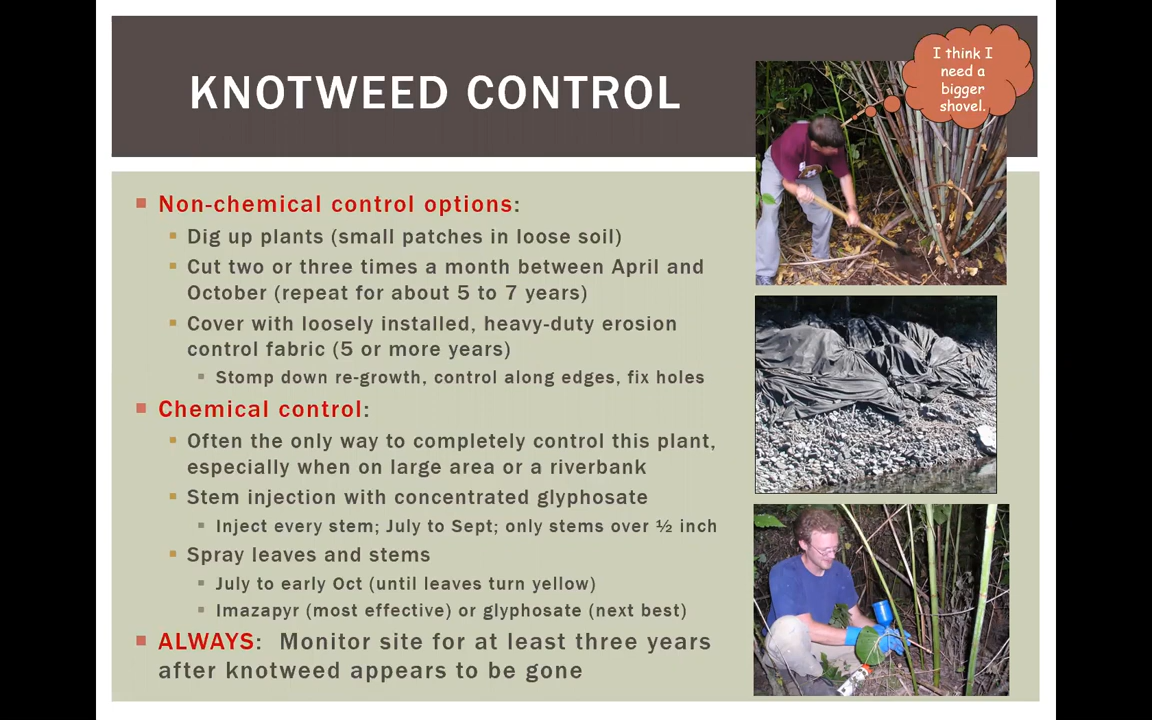 KNOTWEED CONTROL
I think I
need a
bigger
shovel.
Non-chemical control options:
Dig up plants (small patches in loose soil)
Cut two or three times a month between April and
October (repeat for about 5 to 7 years)
Cover with loosely installed, heavy-duty erosion
control fabric (5 or more years)
Stomp down re-growth, control along edges, fix holes
Chemical control:
Often the only way to completely control this plant,
especially when on large area or a riverbank
Stem injection with concentrated glyphosate
Inject every stem; July to Sept; only stems over ½ inch
Spray leaves and stems
July to early Oct (until leaves turn yellow)
Imazapyr (most effective) or glyphosate (next best)
ALWAYS:  Monitor site for at least three years
after knotweed appears to be gone